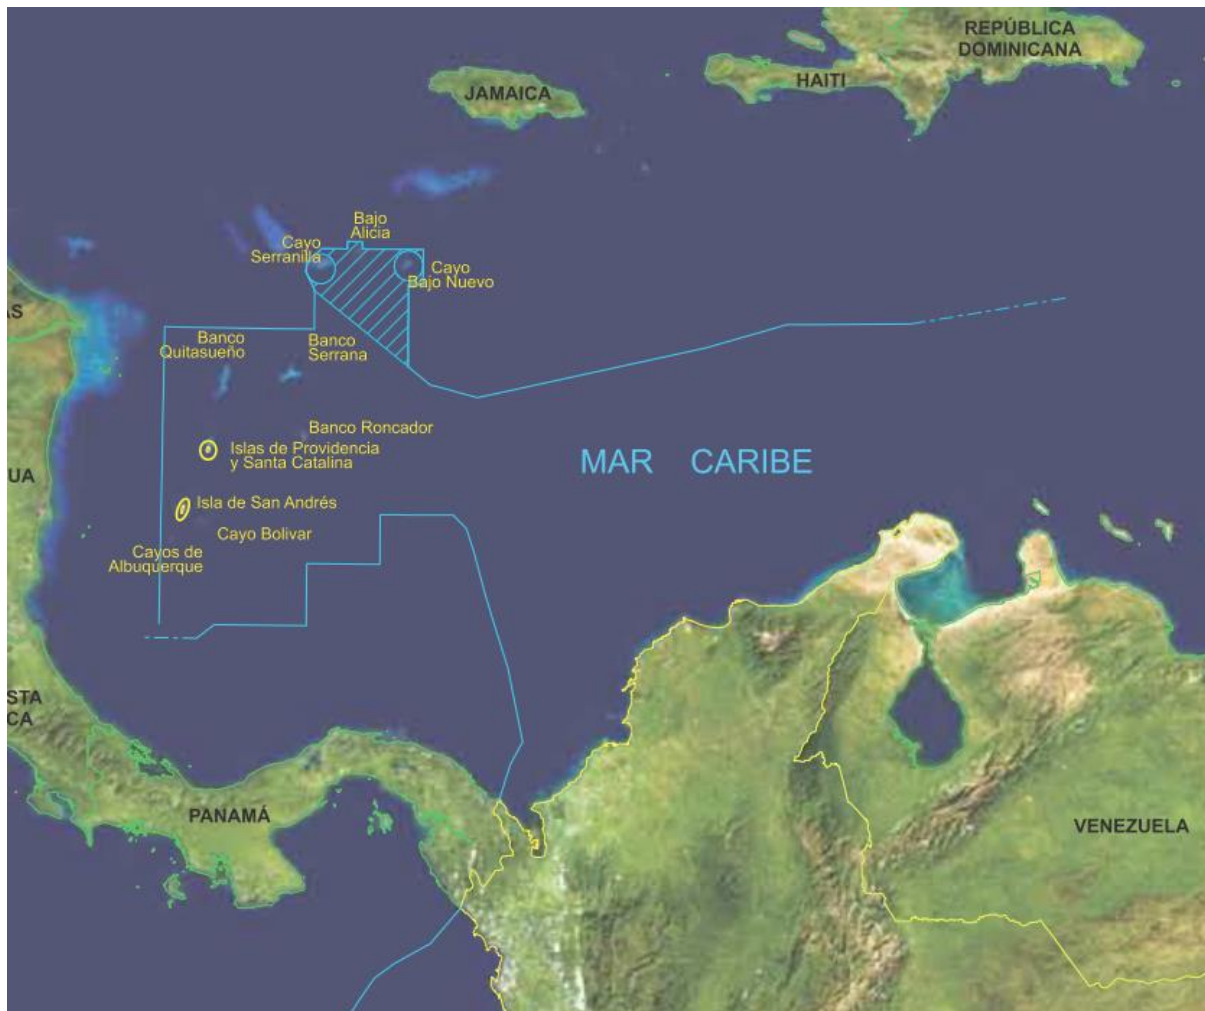 REPÚBLICA
DOMINICANA
HAITI
JAMAICA
Bajo
Alicia
Cayo
Serranilla
Cayo
Bajo Nuevo
AS
Banco
Quitasueño
Banco
Serrana
Banco Roncador
Islas de Providencia
y Santa Catalina
MAR CARIBE
UA
Isla de San Andrés
Cayo Bolivar
Cayos de
Albuquerque
STA
CA
PANAMÁ
VENEZUELA